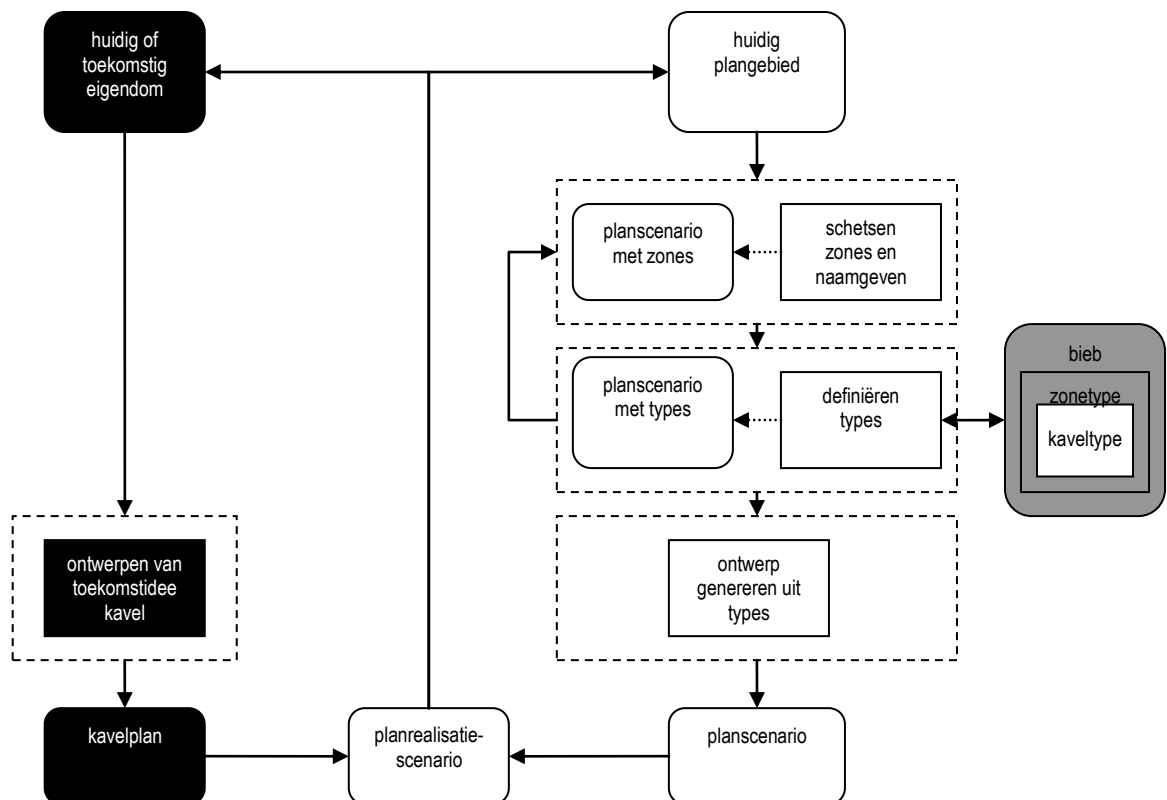 huidig of
toekomstig
eigendom
huidig
plangebied
planscenario
met zones
schetsen
zones en
naamgeven
planscenario
met types
definiëren
types
bieb
zonetype
kaveltype
ontwerpen van
toekomstidee
kavel
ontwerp
genereren uit
types
kavelplan
planrealisatie-
scenario
planscenario